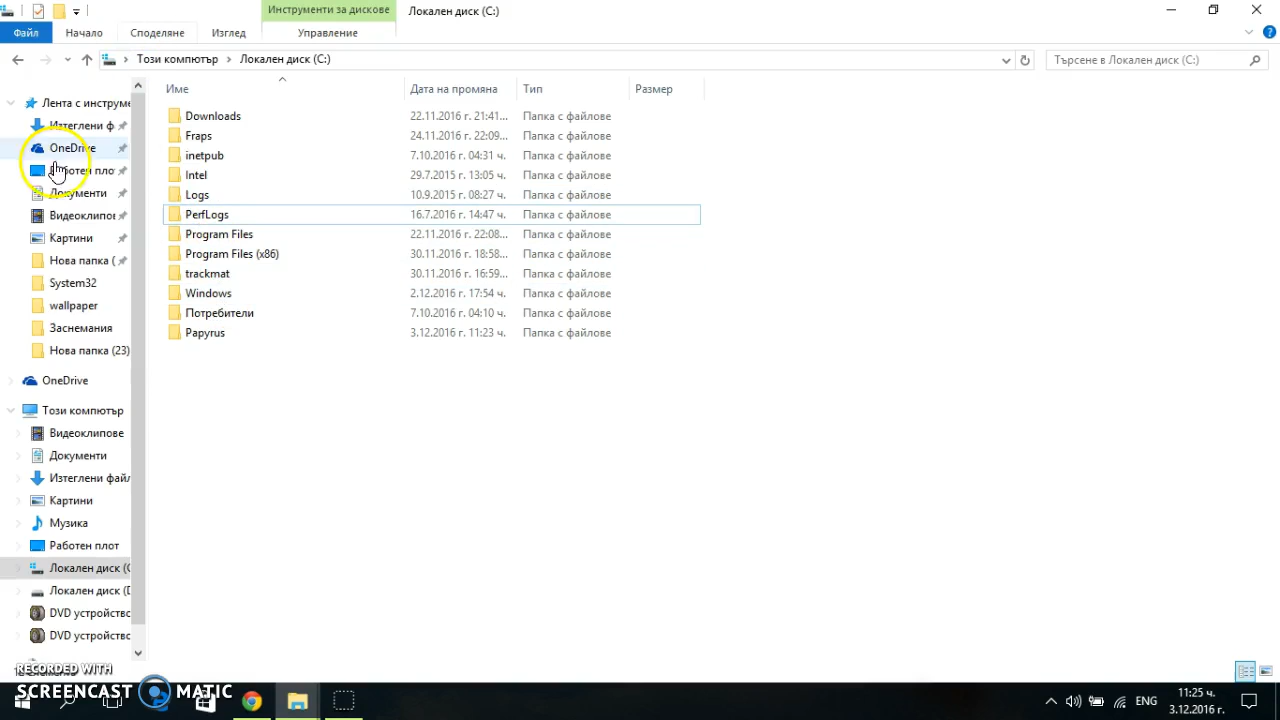 Инструменти за дискове
Локален диск (C:)
Файл
Начало
Споделяне
Изглед
Управление
Този компютър
Локален диск (C:)
Търсене в Локален диск (C:)
Име
Дата на промяна
Тип
Размер
Downloads 22.11.2016 г. 21:41... Папка с файлове
Fraps 24.11.2016 г. 22:09... Папка с файлове
inetpub 7.10.2016 г. 04:31 ч. Папка с файлове
Intel 29.7.2015 г. 13:05 ч. Папка с файлове
Logs 10.9.2015 г. 08:27 ч. Папка с файлове
PerfLogs 16.7.2016 г. 14:47 ч. Папка с файлове
Program Files 22.11.2016 г. 22:08... Папка с файлове
Program Files (x86) 30.11.2016 г. 18:58... Папка с файлове
trackmat 30.11.2016 г. 16:59... Папка с файлове
Windows 2.12.2016 г. 17:54 ч. Папка с файлове
Потребители 7.10.2016 г. 04:10 ч. Папка с файлове
Papyrus 3.12.2016 г. 11:23 ч. Папка с файлове
Лента с инструме
Изтеглени ф
OneDrive
Работен пло
Документи
Видеоклипов
Картини
Нова папка (
System32
wallpaper
Заснемания
Нова папка (23)
OneDrive
Този компютър
Видеоклипове
Документи
Изтеглени файл
Картини
Музика
Работен плот
Локален диск (C
Локален диск (D
DVD устройство
DVD устройство
RECORDED WITH
SCREENCAST MATIC
ENG
11:25 ч.
3.12.2016 г.